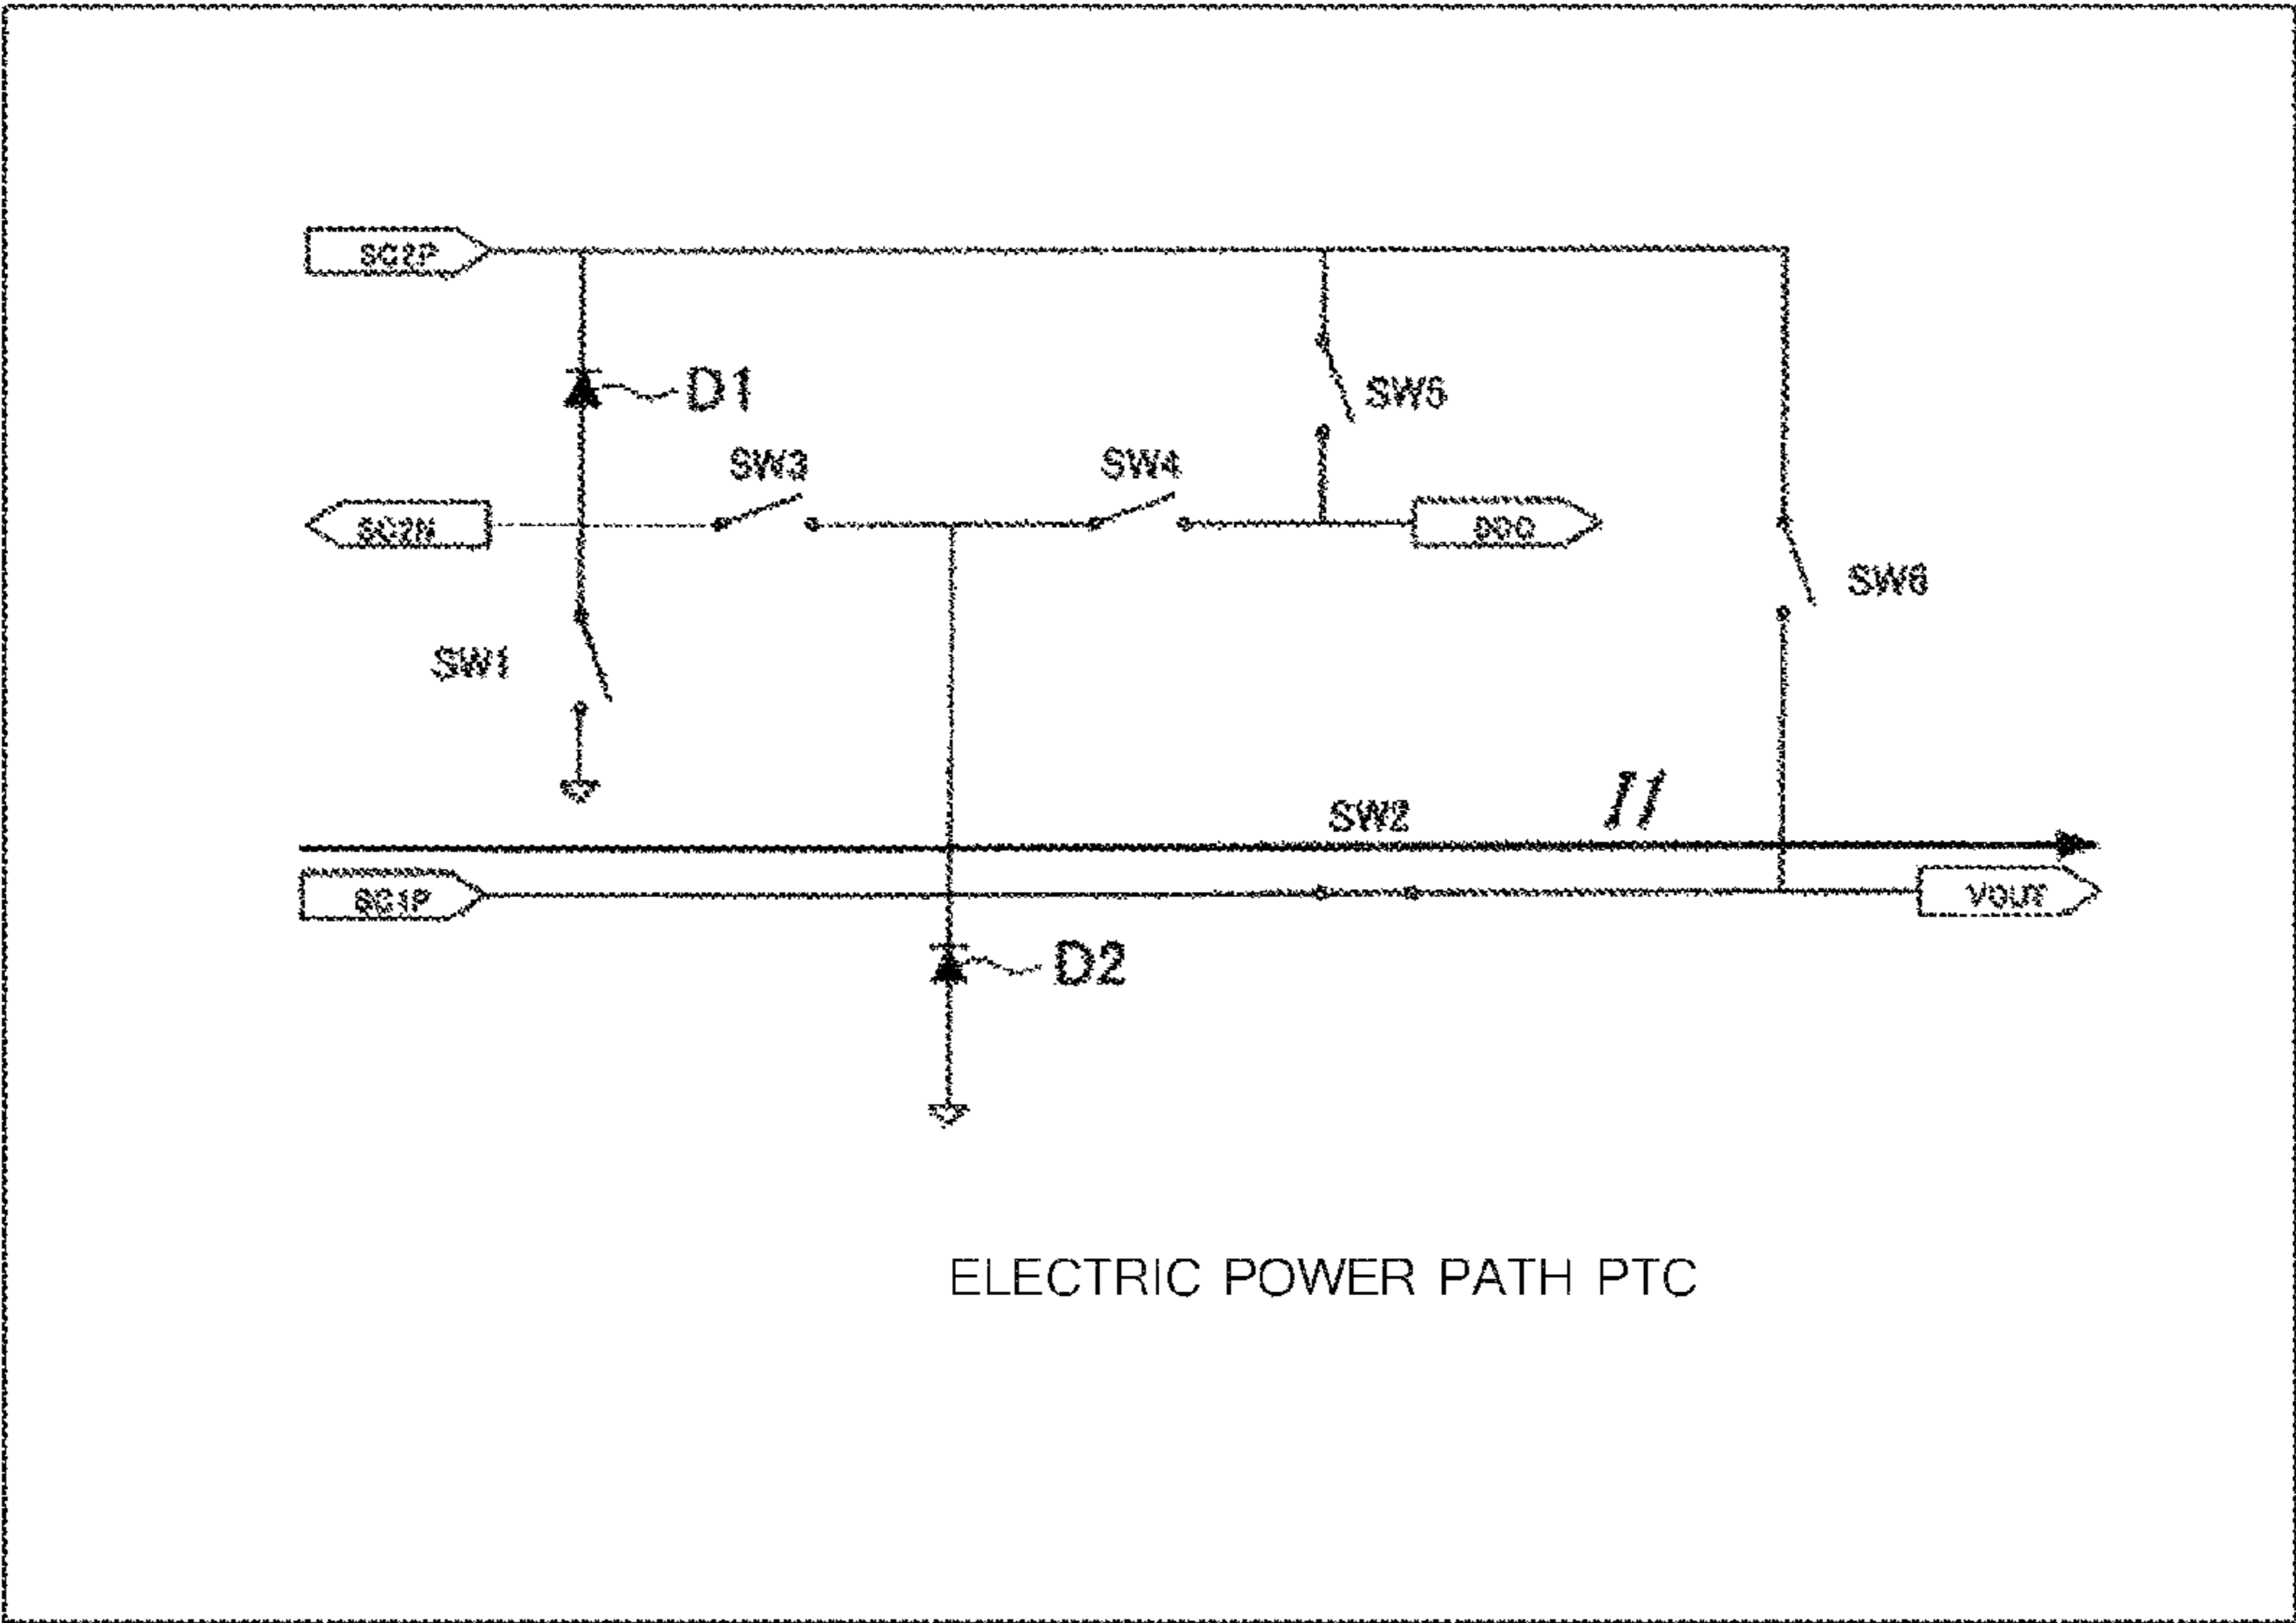 SC2P
D1
SW5
SW3
SW4
SC2N
DDC
SW6
SW1
I1
SW2
SC1P
VOUT
D2
ELECTRIC POWER PATH PTC